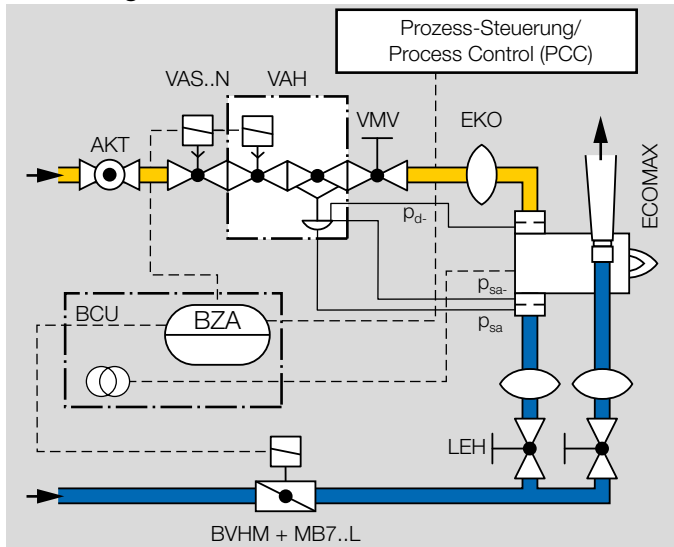 Prozess-Steuerung/
Process Control (PCC)
VAS..N
VAH
VMV
EKO
AKT
ECOMAX
pd-
psa-
psa
BCU
BZA
LEH
BVHM + MB7..L